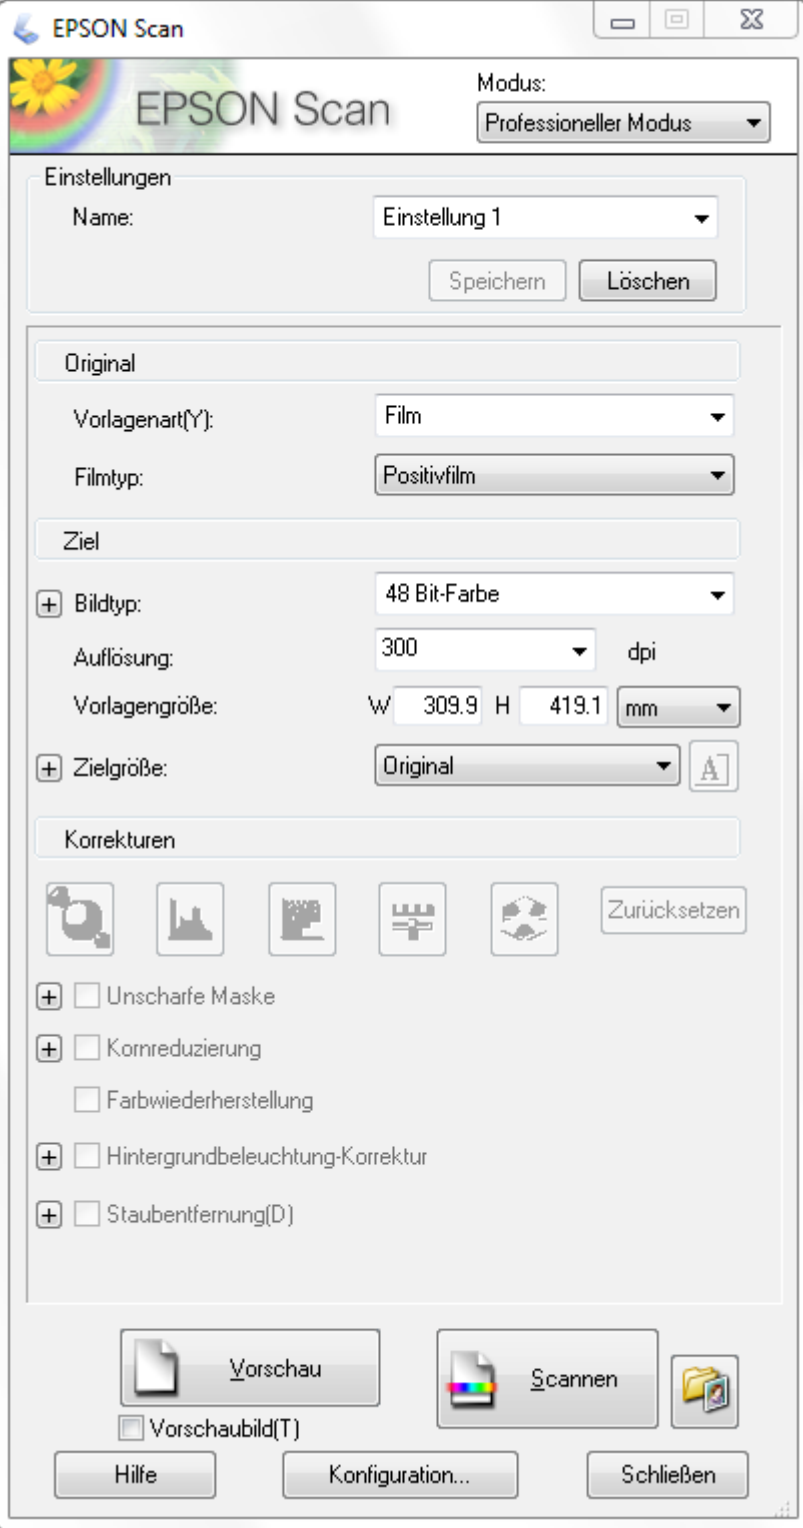 EPSON Scan
EPSON Scan
Modus:
Professioneller Modus
Einstellungen
Name: Einstellung 1
Speichern Löschen
Original
Vorlagenart(Y): Film
Filmtyp: Positivfilm
Ziel
Bildtyp: 48 Bit-Farbe
Auflösung: 300 dpi
Vorlagengröße: W 309.9 H 419.1 mm
Zielgröße: Original A
Korrekturen
Zurücksetzen
Unscharfe Maske
Kornreduzierung
Farbwiederherstellung
Hintergrundbeleuchtung-Korrektur
Staubentfernung(D)
Vorschau Scannen
Vorschaubild(T)
Hilfe Konfiguration... Schließen